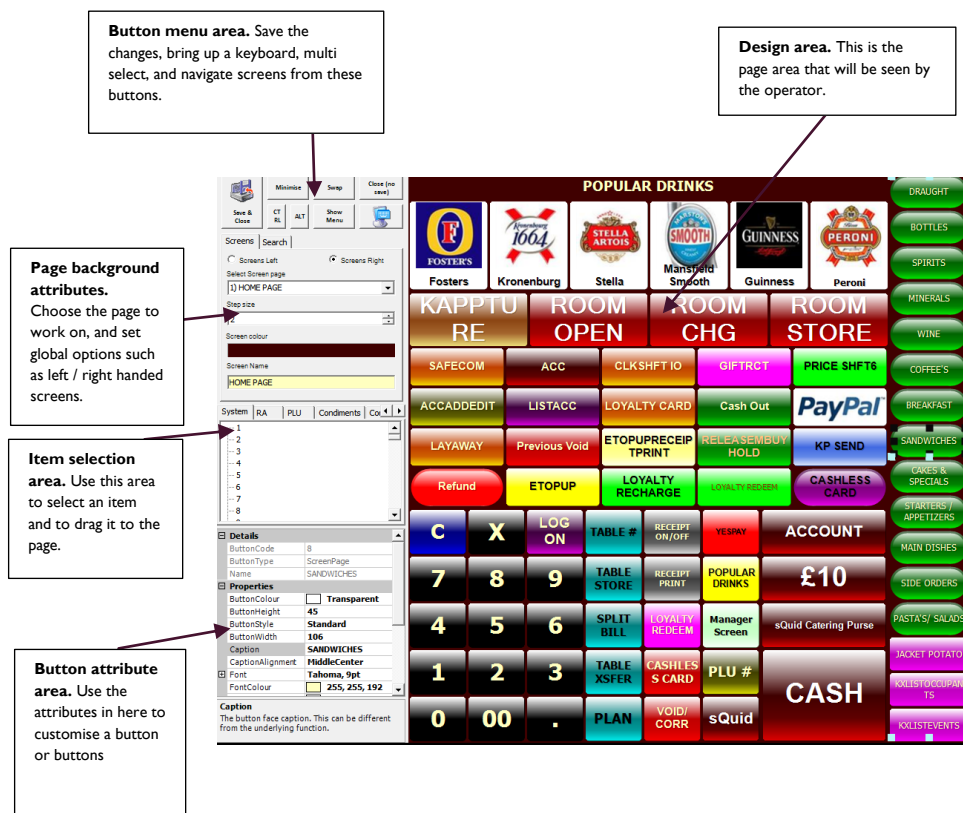 Button menu area. Save the
changes, bring up a keyboard, multi
select, and navigate screens from these
buttons.
Design area. This is the
page area that will be seen by
the operator.
Page background
attributes.
Choose the page to
work on, and set
global options such
as left / right handed
screens.
Item selection
area. Use this area
to select an item
and to drag it to the
page.
Button attribute
area. Use the
attributes in here to
customise a button
or buttons
Minimise
Swap
Close (no
save)
Save &
Close
CT
RL
ALT
Show
Menu
Screens
Search
Screens Left
Screens Right
Select Screen page
1) HOME PAGE
Step size
2
Screen colour
Screen Name
HOME PAGE
System
RA
PLU
Condiments
1
2
3
4
5
6
7
8
Details
ButtonCode 8
ButtonType ScreenPage
Name SANDWICHES
Properties
ButtonColour Transparent
ButtonHeight 45
ButtonStyle Standard
ButtonWidth 106
Caption SANDWICHES
CaptionAlignment MiddleCenter
Font Tahoma, 9pt
FontColour 255, 255, 192
Caption
The button face caption. This can be different
from the underlying function.
POPULAR DRINKS
FOSTER'S
Kronenbourg
1664
STELLA
ARTOIS
SMOOTH
GUINNESS
PERONI
Fosters
Kronenburg
Stella
Mansfield
Smooth
Guinness
Peroni
KAPPTU
RE
ROOM
OPEN
ROOM
CHG
ROOM
STORE
SAFECOM
ACC
CLKSHFT IO
GIFTRCT
PRICE SHFT6
ACCADDEDIT
LISTACC
LOYALTY CARD
Cash Out
PayPal
LAYAWAY
Previous Void
ETOPUPRECEIP
TPRINT
RELEASEMBUY
HOLD
KP SEND
Refund
ETOPUP
LOYALTY
RECHARGE
LOYALTY REDEEM
CASHLESS
CARD
C
X
LOG
ON
TABLE #
RECEIPT
ON/OFF
YESPAY
ACCOUNT
7
8
9
TABLE
STORE
RECEIPT
PRINT
POPULAR
DRINKS
£10
4
5
6
SPLIT
BILL
LOYALTY
REDEEM
Manager
Screen
sQuid Catering Purse
1
2
3
TABLE
XSFER
CASHLES
S CARD
PLU #
CASH
0
00
.
PLAN
VOID/
CORR
sQuid
DRAUGHT
BOTTLES
SPIRITS
MINERALS
WINE
COFFEE'S
BREAKFAST
SANDWICHES
CAKES &
SPECIALS
STARTERS /
APPETIZERS
MAIN DISHES
SIDE ORDERS
PASTA'S/ SALADS
JACKET POTATO
KXLISTOCCUPAN
TS
KXLISTEVENTS